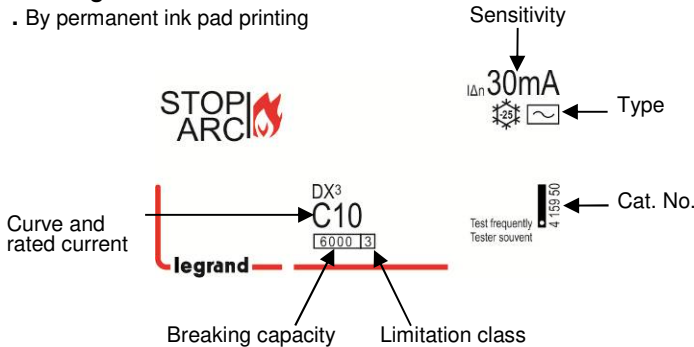 . By permanent ink pad printing
Sensitivity
IΔn 30mA
STOP
ARC
-25
Type
DX³
C10
6000 3
Curve and
rated current
Test frequently
Tester souvent
4 159 50
Cat. No.
legrand
Breaking capacity
Limitation class